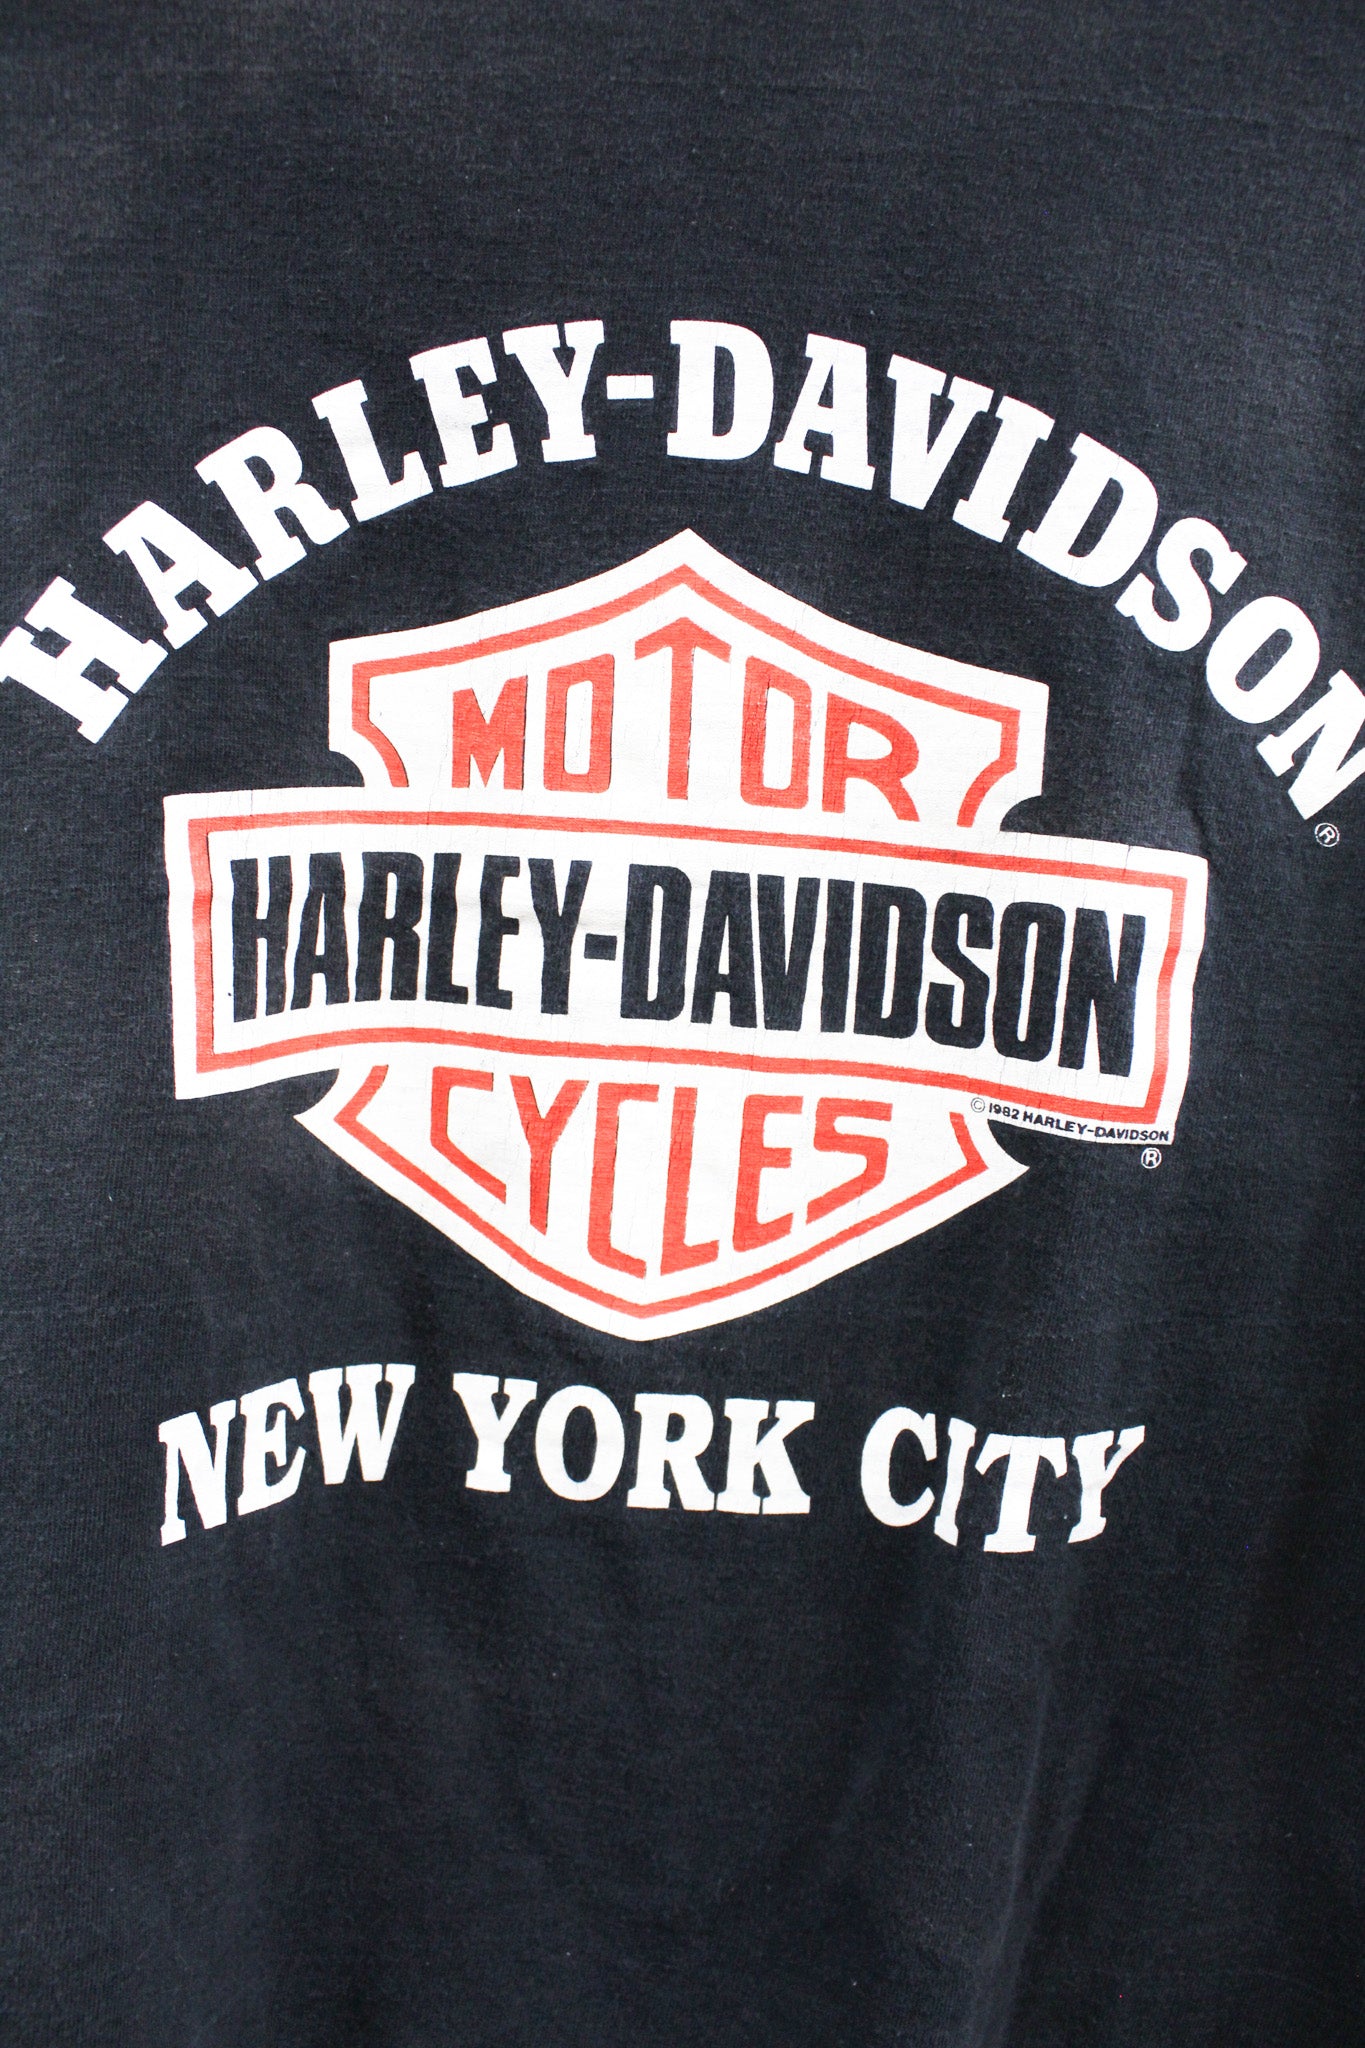 HARLEY-DAVIDSON®
MOTOR
HARLEY-DAVIDSON
CYCLES
© 1982 HARLEY-DAVIDSON
®
NEW YORK CITY